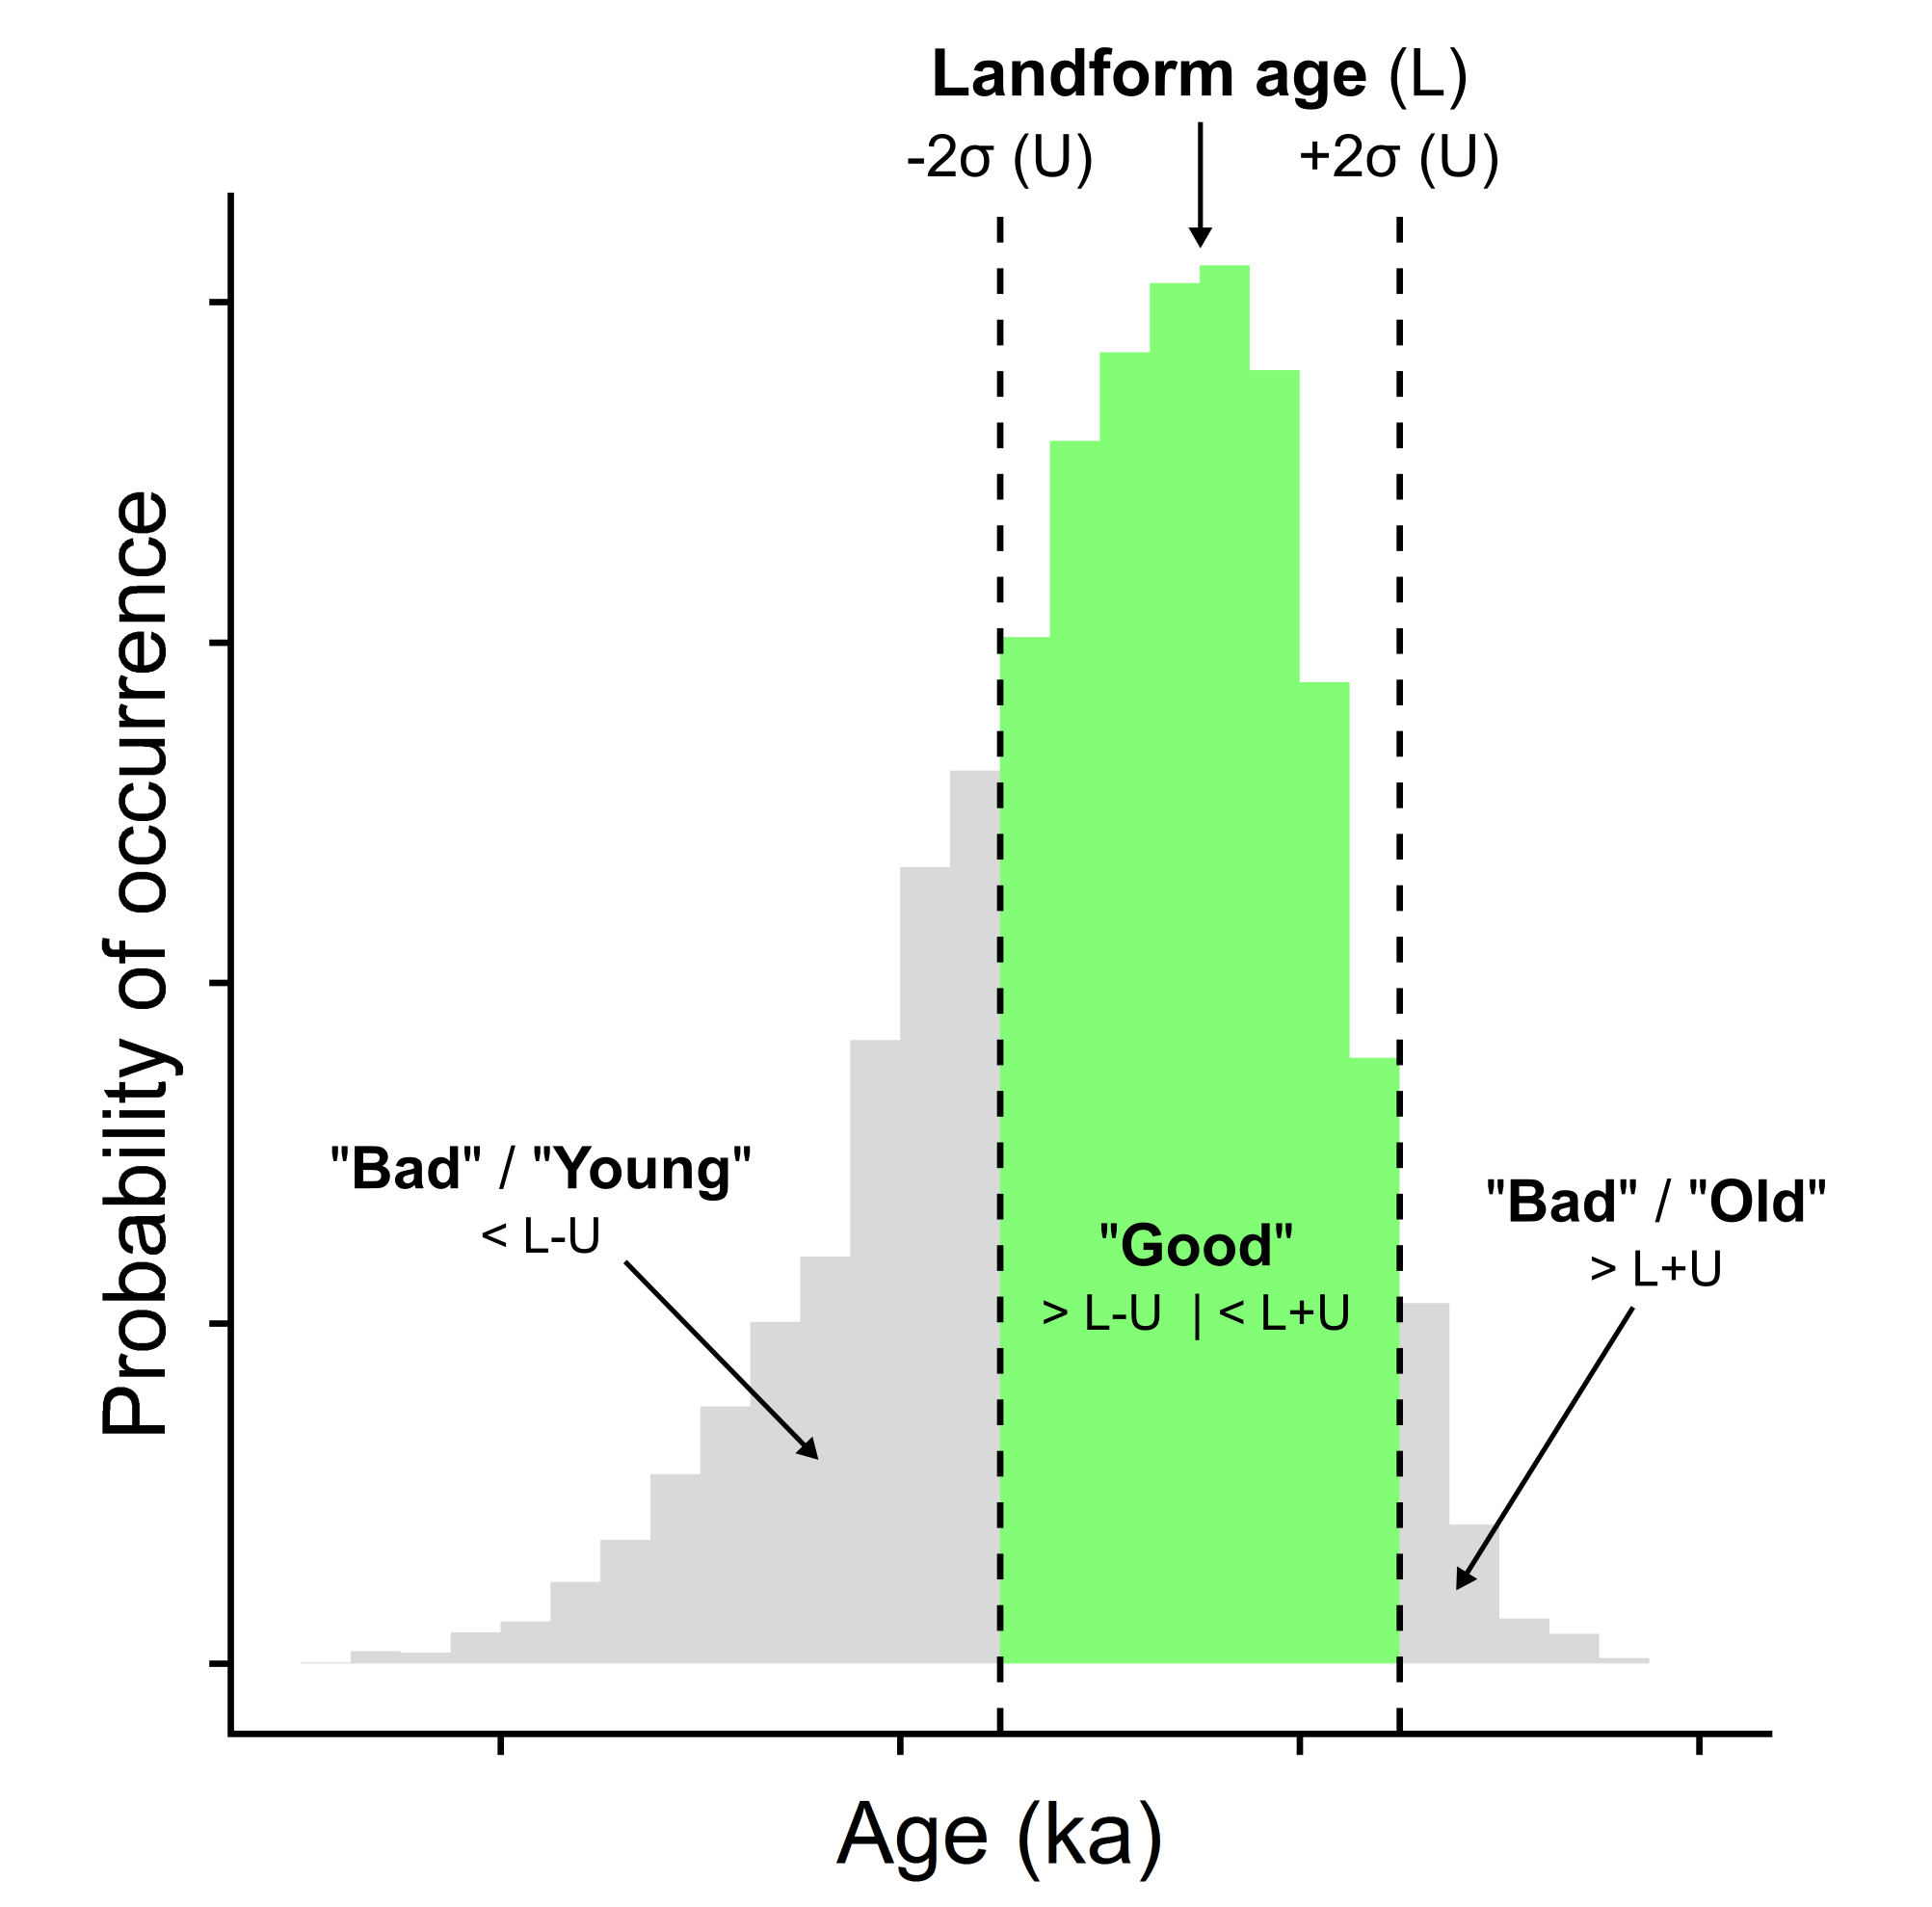 Landform age (L)
-2σ (U) +2σ (U)
Probability of occurrence
"Bad" / "Young"
< L-U
"Good"
> L-U | < L+U
"Bad" / "Old"
> L+U
Age (ka)